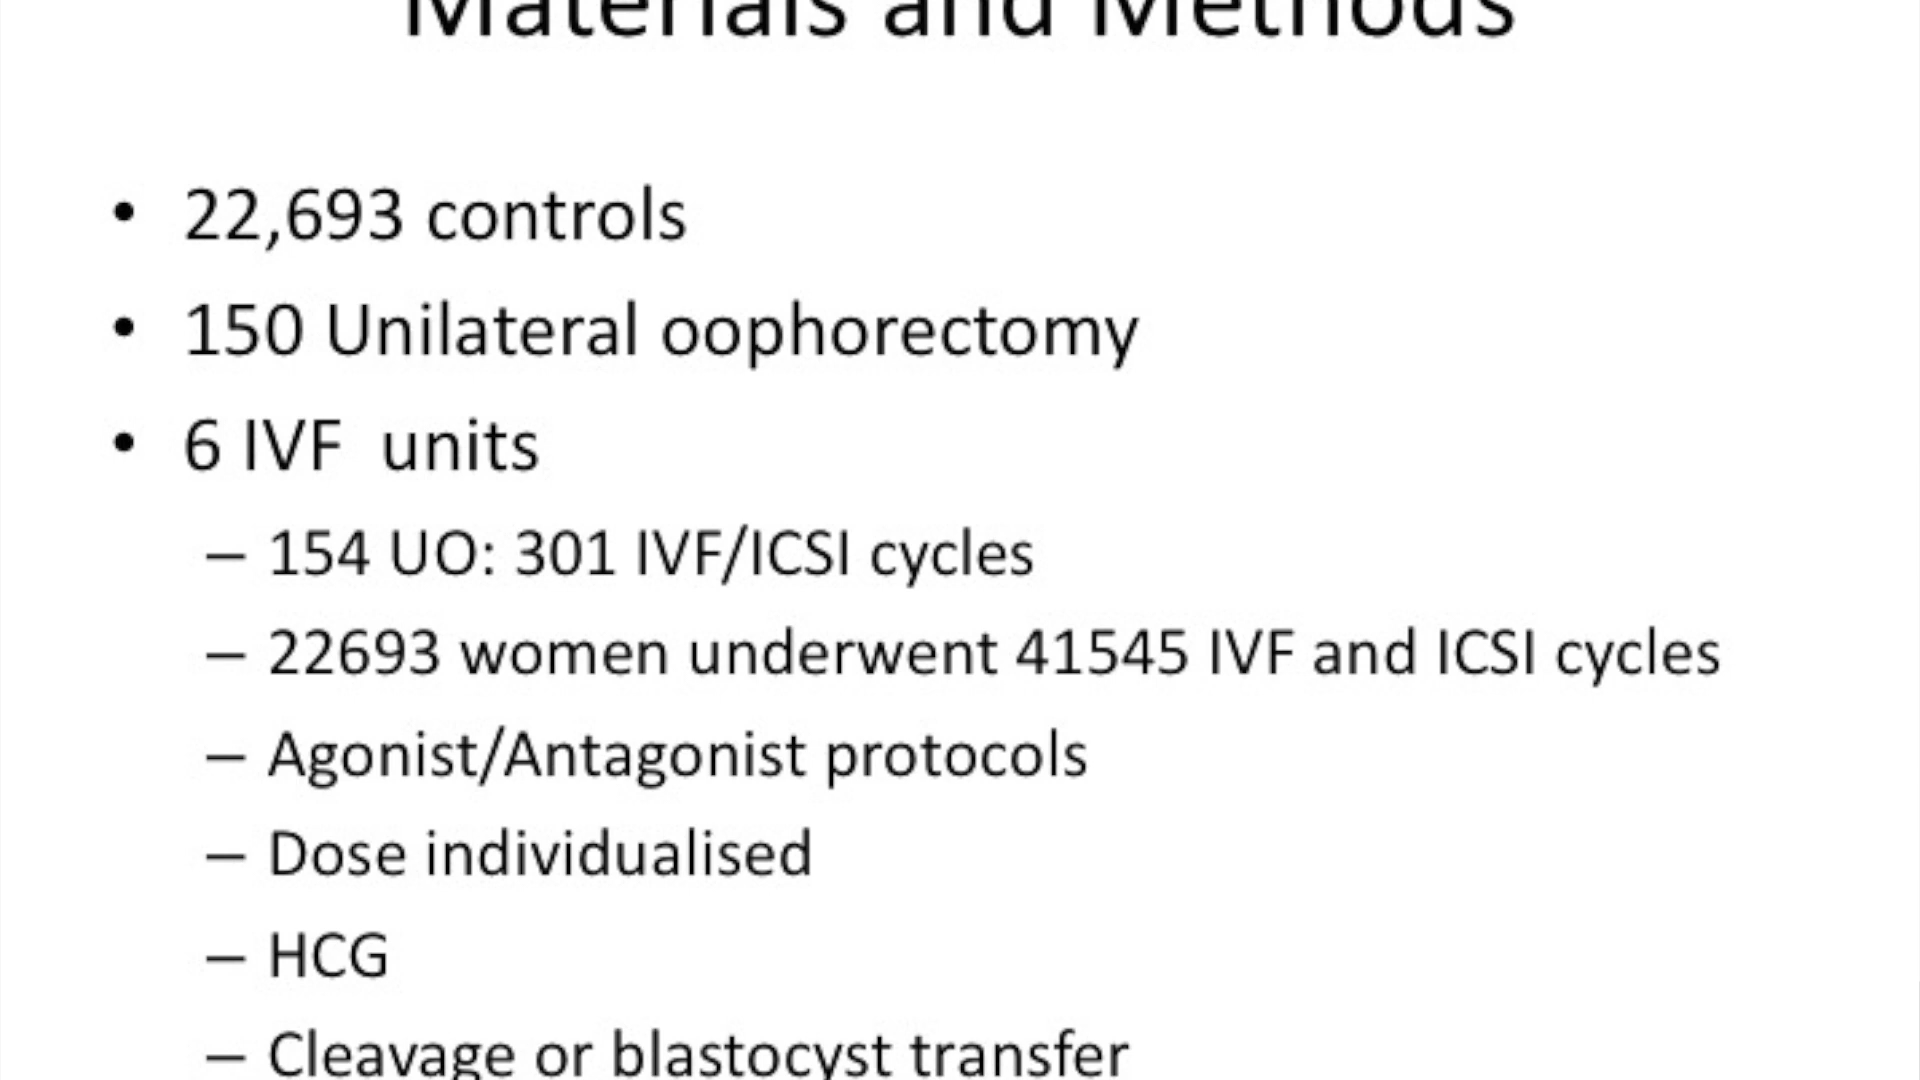 Materials and Methods
• 22,693 controls
• 150 Unilateral oophorectomy
• 6 IVF  units
– 154 UO: 301 IVF/ICSI cycles
– 22693 women underwent 41545 IVF and ICSI cycles
– Agonist/Antagonist protocols
– Dose individualised
– HCG
– Cleavage or blastocyst transfer